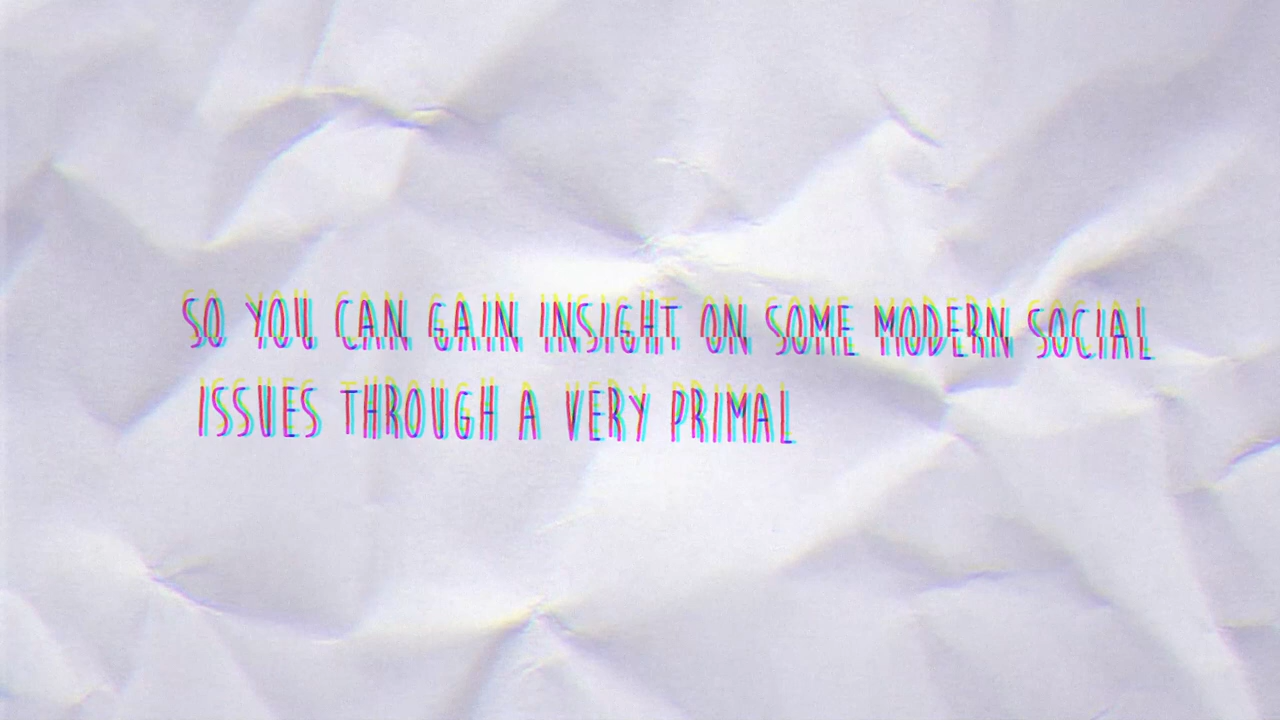 SO YOU CAN GAIN INSIGHT ON SOME MODERN SOCIAL
ISSUES THROUGH A VERY PRIMAL